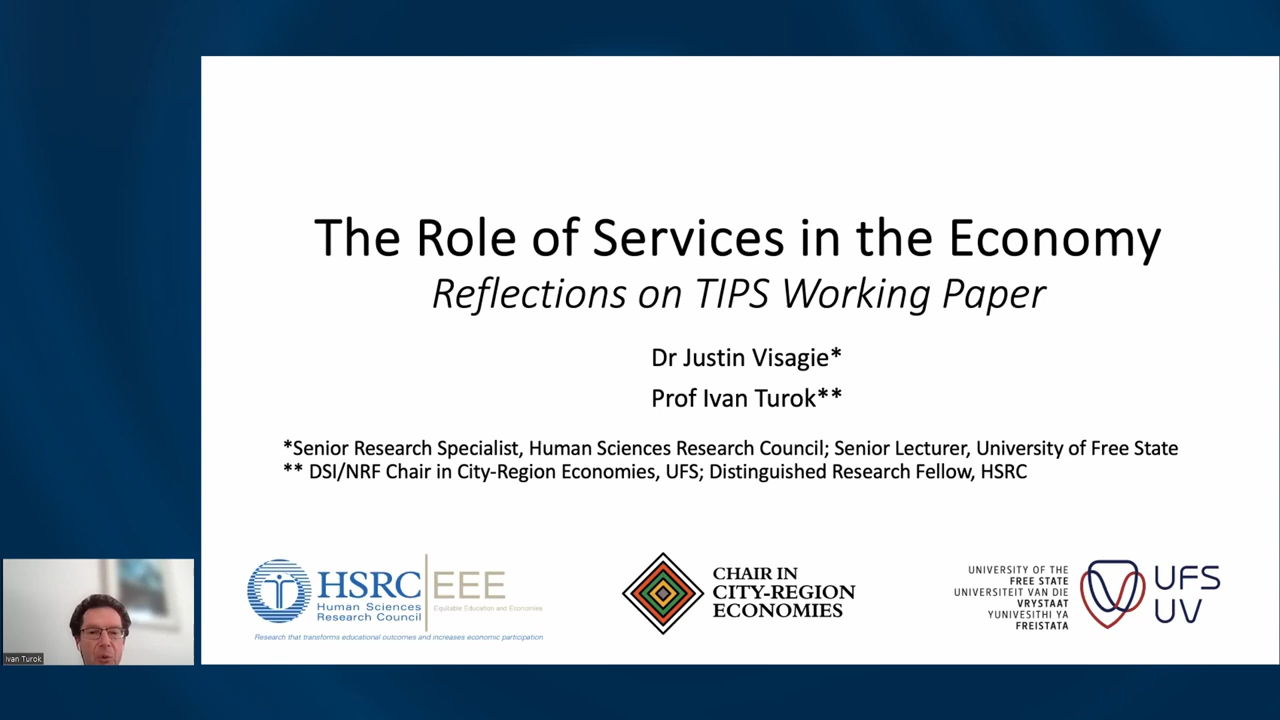 The Role of Services in the Economy
Reflections on TIPS Working Paper
Dr Justin Visagie*
Prof Ivan Turok**
*Senior Research Specialist, Human Sciences Research Council; Senior Lecturer, University of Free State
** DSI/NRF Chair in City-Region Economies, UFS; Distinguished Research Fellow, HSRC
HSRC
Human Sciences
Research Council
EEE
Equitable Education and Economies
Research that transforms educational outcomes and increases economic participation
CHAIR IN
CITY-REGION
ECONOMIES
UNIVERSITY OF THE
FREE STATE
UNIVERSITEIT VAN DIE
VRYSTAAT
YUNIVESITHI YA
FREISTATA
UFS
UV
Ivan Turok